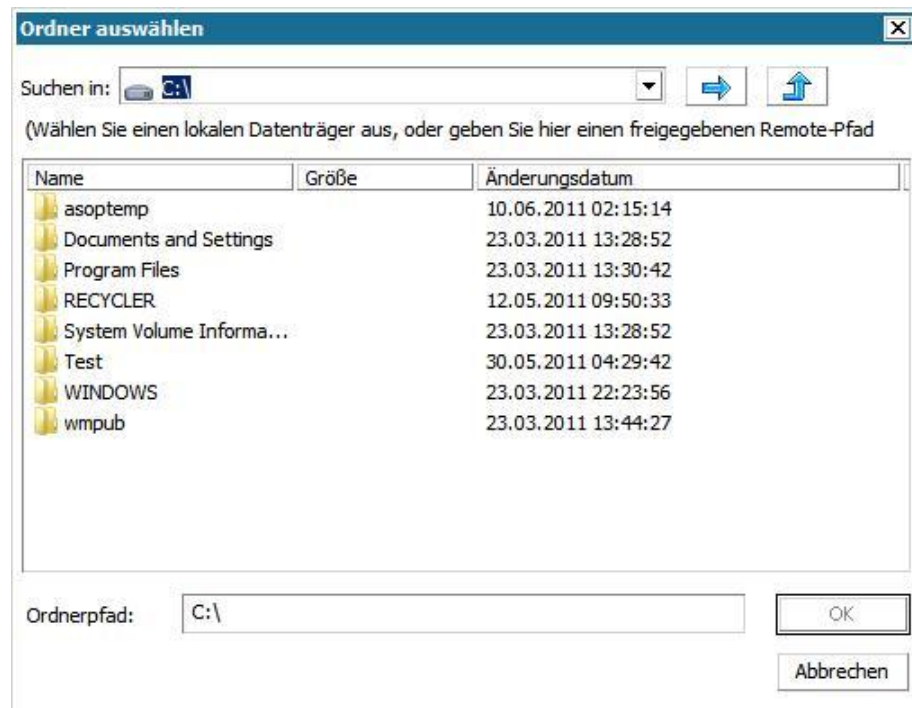 Ordner auswählen
Suchen in: C:\
(Wählen Sie einen lokalen Datenträger aus, oder geben Sie hier einen freigegebenen Remote-Pfad
Name Größe Änderungsdatum
asoptemp 10.06.2011 02:15:14
Documents and Settings 23.03.2011 13:28:52
Program Files 23.03.2011 13:30:42
RECYCLER 12.05.2011 09:50:33
System Volume Informa... 23.03.2011 13:28:52
Test 30.05.2011 04:29:42
WINDOWS 23.03.2011 22:23:56
wmpub 23.03.2011 13:44:27
Ordnerpfad: C:\ OK
Abbrechen